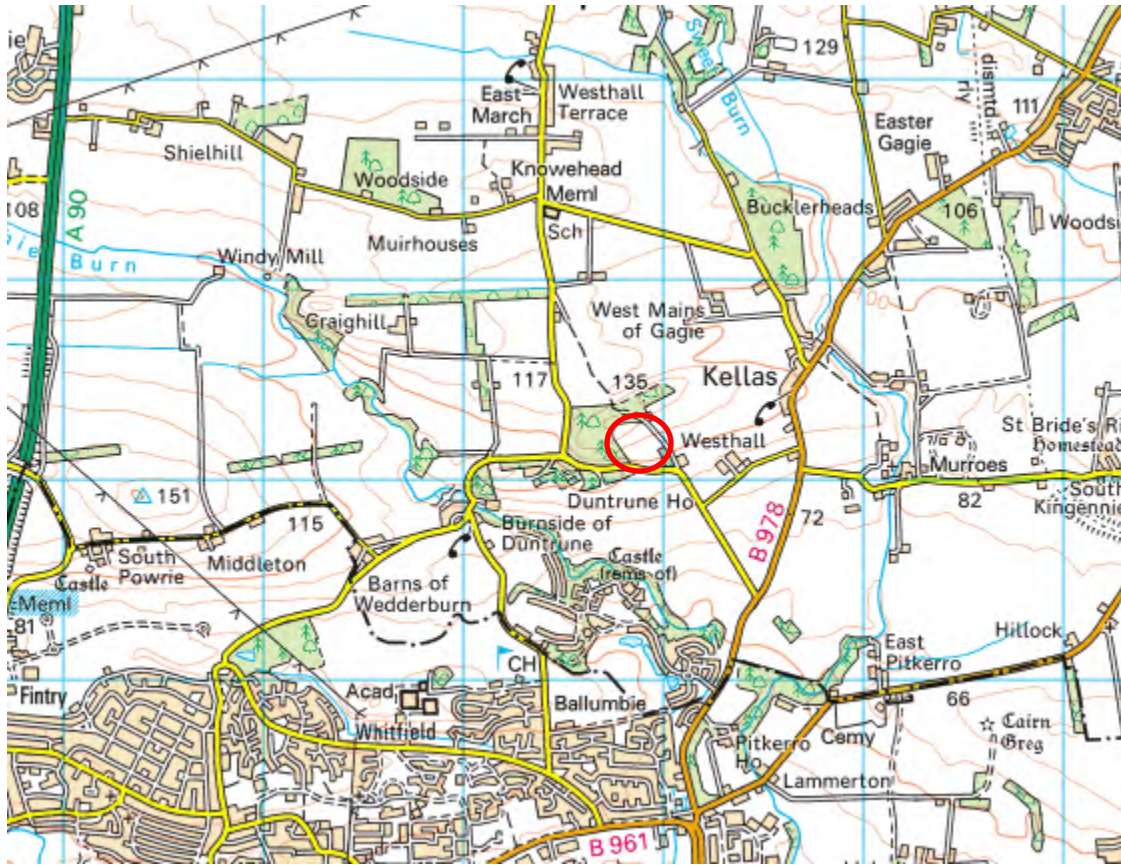 129
Sweet
Burn
dismtd
rly
111
East
March
Westhall
Terrace
Shielhill
Easter
Gagie
Woodside
Knowehead
Meml
Bucklerheads
106
108
A 90
Sch
Muirhouses
Burn
Windy Mill
100
Craighill
West Mains
of Gagie
117
135
Kellas
Westhall
St Bride's
Homestead
Murroes
151
Duntrune Ho
82
South
Kingennie
115
B 978
72
Burnside of
Duntrune
South
Powrie
Middleton
Castle
(rems of)
Castle
Meml
81
Barns of
Wedderburn
East
Pitkerro
Hillock
CH
Fintry
Acad
Ballumbie
66
Whitfield
Pitkerro
Ho
Cemy
Cairn
Greg
Lammerton
B 961